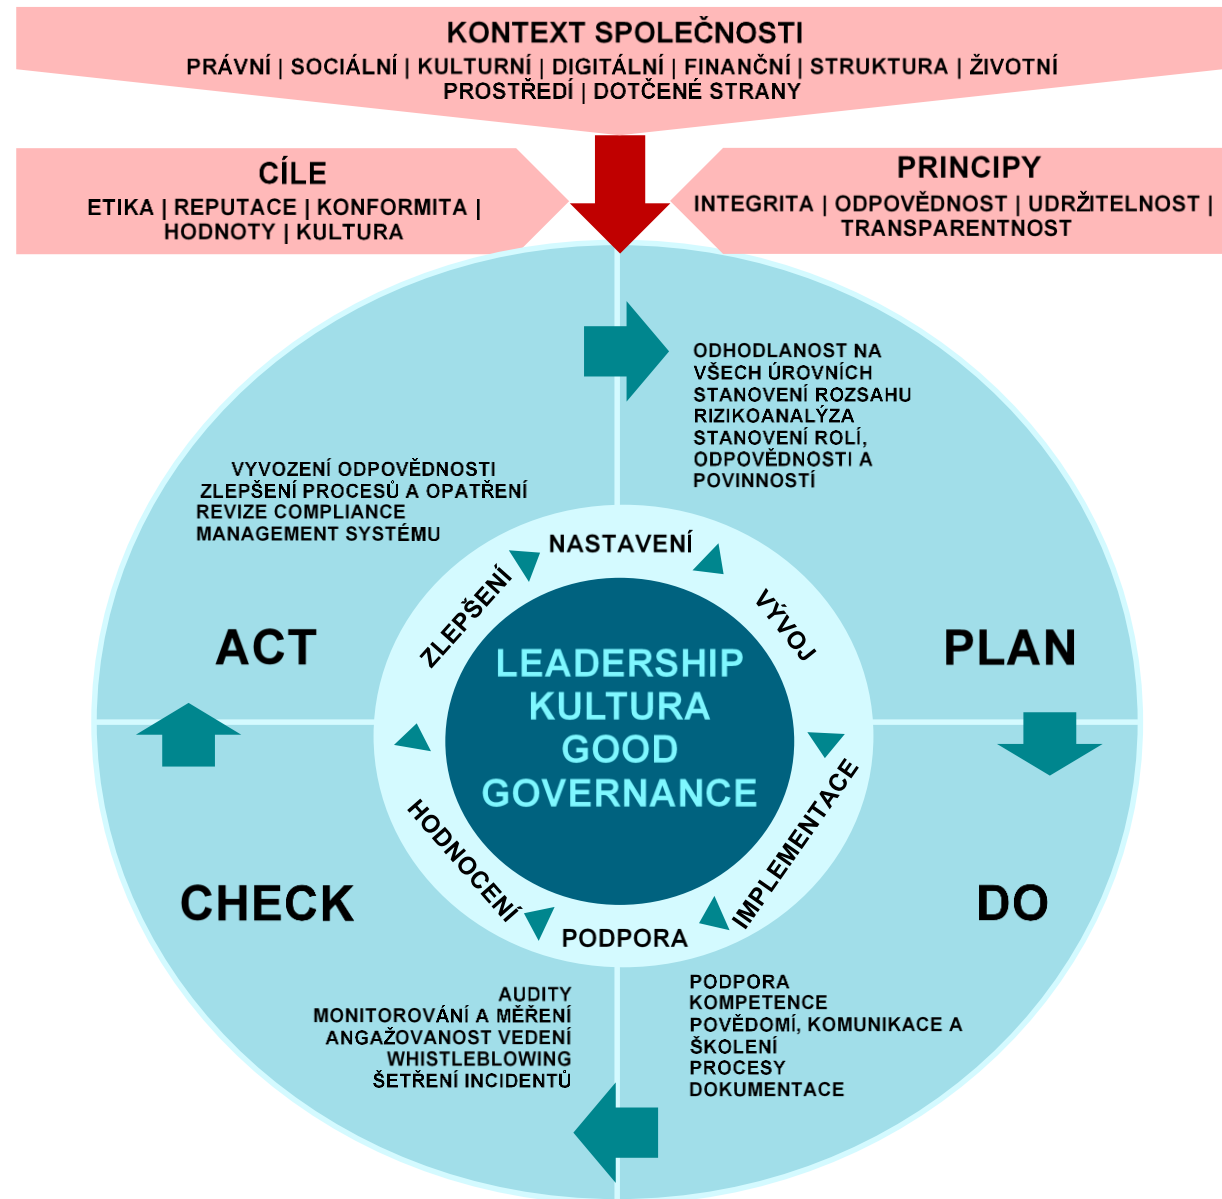 KONTEXT SPOLEČNOSTI
PRÁVNÍ | SOCIÁLNÍ | KULTURNÍ | DIGITÁLNÍ | FINANČNÍ | STRUKTURA | ŽIVOTNÍ
PROSTŘEDÍ | DOTČENÉ STRANY
CÍLE
ETIKA | REPUTACE | KONFORMITA |
HODNOTY | KULTURA
PRINCIPY
INTEGRITA | ODPOVĚDNOST | UDRŽITELNOST |
TRANSPARENTNOST
ODHODLANOST NA
VŠECH ÚROVNÍCH
STANOVENÍ ROZSAHU
RIZIKOANALÝZA
STANOVENÍ ROLÍ,
ODPOVĚDNOSTI A
POVINNOSTÍ
VYVOZENÍ ODPOVĚDNOSTI
ZLEPŠENÍ PROCESŮ A OPATŘENÍ
REVIZE COMPLIANCE
MANAGEMENT SYSTÉMU
ACT
PLAN
NASTAVENÍ
VÝVOJ
IMPLEMENTACE
PODPORA
HODNOCENÍ
ZLEPŠENÍ
LEADERSHIP
KULTURA
GOOD
GOVERNANCE
CHECK
DO
AUDITY
MONITOROVÁNÍ A MĚŘENÍ
ANGAŽOVANOST VEDENÍ
WHISTLEBLOWING
ŠETŘENÍ INCIDENTŮ
PODPORA
KOMPETENCE
POVĚDOMÍ, KOMUNIKACE A
ŠKOLENÍ
PROCESY
DOKUMENTACE